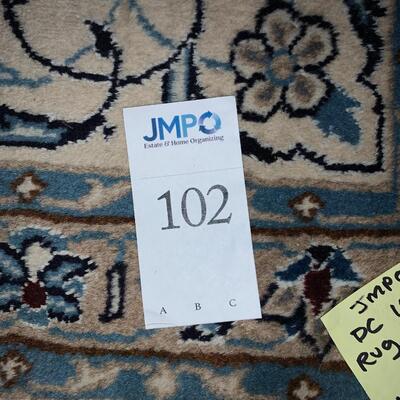 JMPO
Estate & Home Organizing
102
A B C
JMPO
DC
Rug